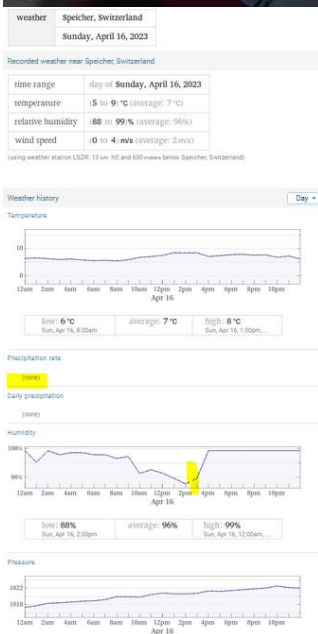 weather Speicher, Switzerland
Sunday, April 16, 2023
Recorded weather near Speicher, Switzerland
time range day of Sunday, April 16, 2023
temperature (5 to 9) °C (average: 7 °C)
relative humidity (88 to 99)% (average: 96%)
wind speed (0 to 4) m/s (average: 2 m/s)
(using weather station LSZR: 13 km NE and 630 meters below Speicher, Switzerland)
Weather history Day
Temperature
10
0
12am 2am 4am 6am 8am 10am 12pm 2pm 4pm 6pm 8pm 10pm
Apr 16
low: 6 °C average: 7 °C high: 8 °C
Sun, Apr 16, 8:00am Sun, Apr 16, 1:00pm, ...
Precipitation rate
(none)
Daily precipitation
(none)
Humidity
100%
90%
12am 2am 4am 6am 8am 10am 12pm 2pm 4pm 6pm 8pm 10pm
Apr 16
low: 88% average: 96% high: 99%
Sun, Apr 16, 2:00pm Sun, Apr 16, 12:00am, ...
Pressure
1022
1018
12am 2am 4am 6am 8am 10am 12pm 2pm 4pm 6pm 8pm 10pm
Apr 16